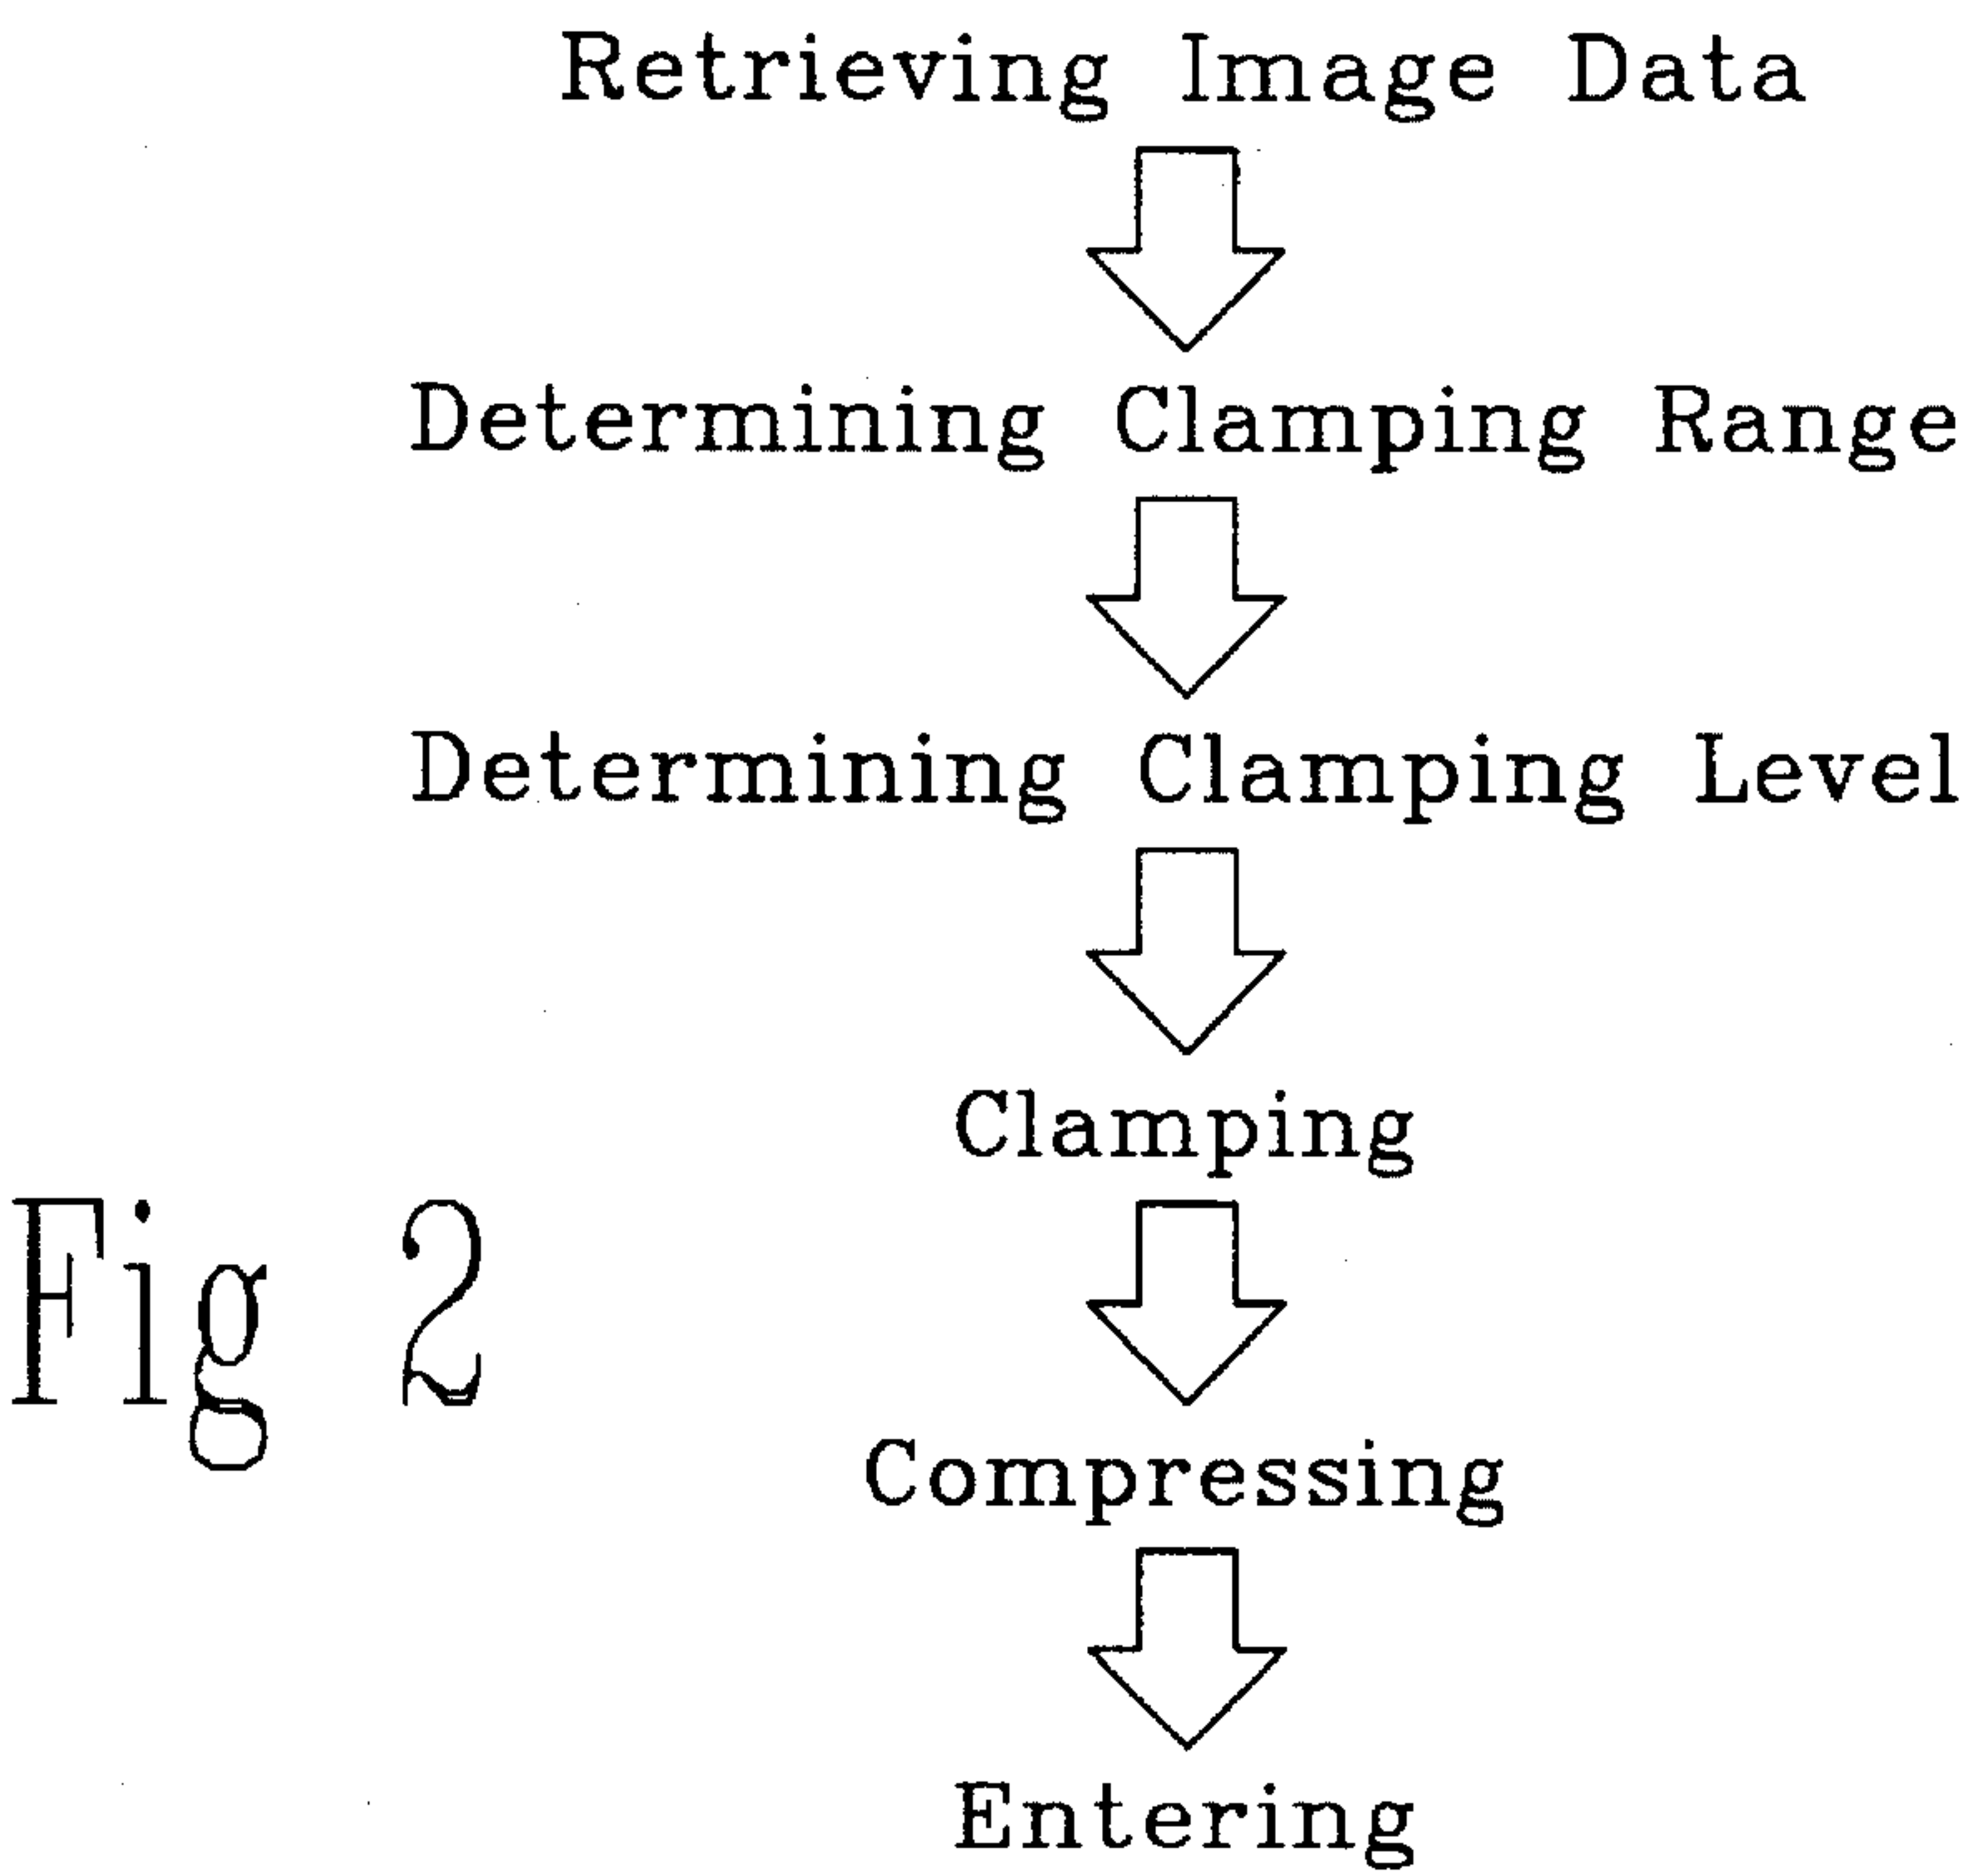 Retrieving Image Data
Determining Clamping Range
Determining Clamping Level
Clamping
Fig 2
Compressing
Entering